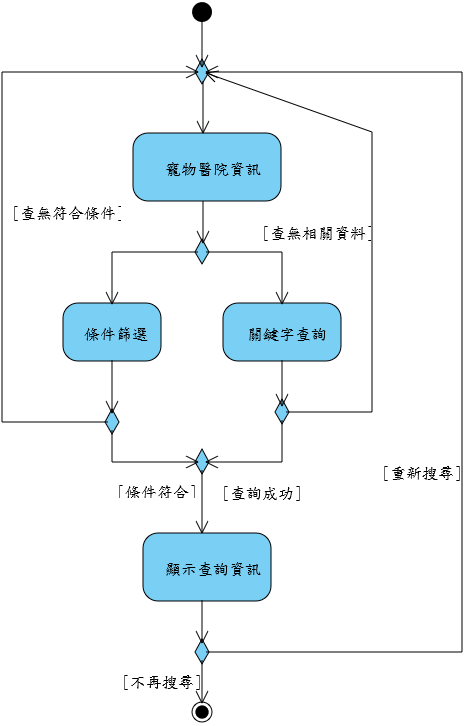 寵物醫院資訊
[查無符合條件]
[查無相關資料]
條件篩選
關鍵字查詢
[重新搜尋]
[條件符合]
[查詢成功]
顯示查詢資訊
[不再搜尋]